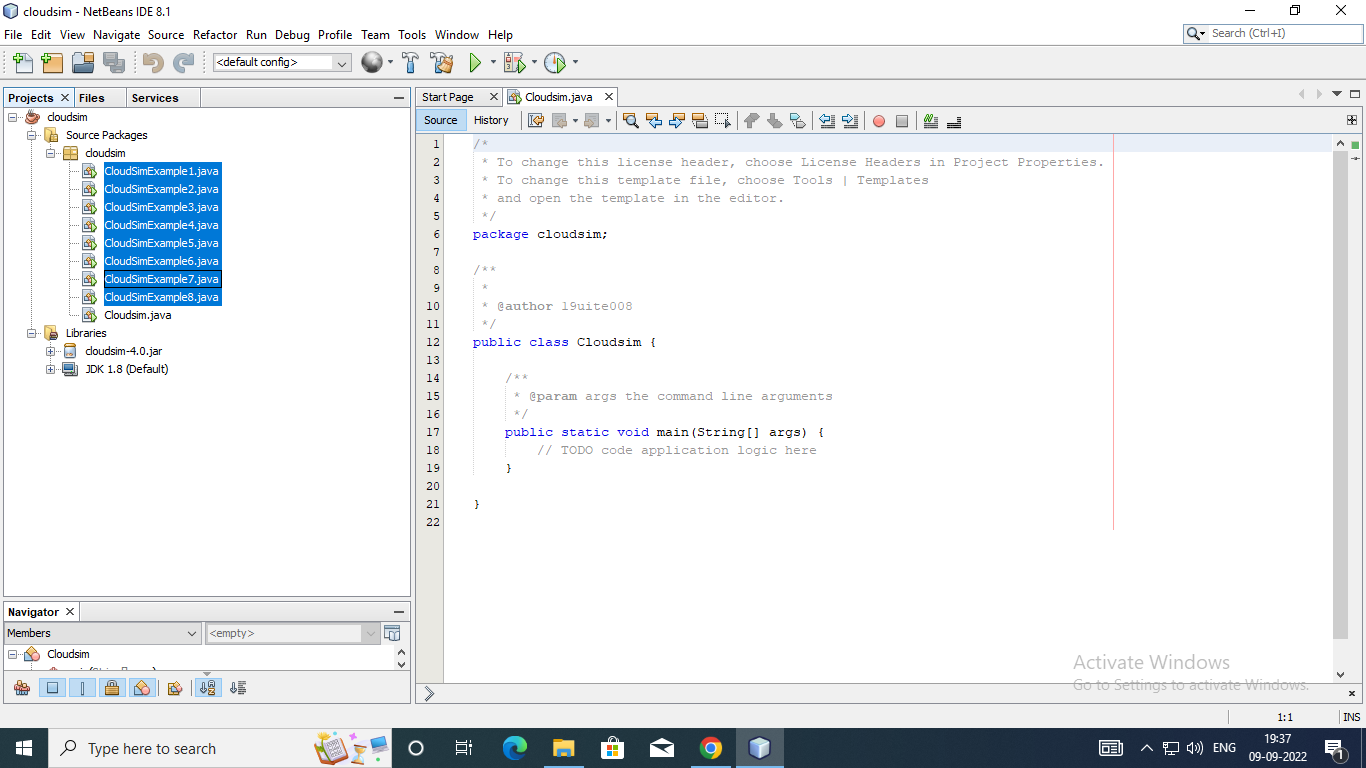 cloudsim - NetBeans IDE 8.1
File Edit View Navigate Source Refactor Run Debug Profile Team Tools Window Help
Search (Ctrl+I)
<default config>
Projects Files Services
Start Page Cloudsim.java
Source History
cloudsim
Source Packages
cloudsim
CloudSimExample1.java
CloudSimExample2.java
CloudSimExample3.java
CloudSimExample4.java
CloudSimExample5.java
CloudSimExample6.java
CloudSimExample7.java
CloudSimExample8.java
Cloudsim.java
Libraries
cloudsim-4.0.jar
JDK 1.8 (Default)
1 /*
2 * To change this license header, choose License Headers in Project Properties.
3 * To change this template file, choose Tools | Templates
4 * and open the template in the editor.
5 */
6 package cloudsim;
7
8 /**
9 *
10 * @author 19uite008
11 */
12 public class Cloudsim {
13
14 /**
15 * @param args the command line arguments
16 */
17 public static void main(String[] args) {
18 // TODO code application logic here
19 }
20
21 }
22
Navigator
Members <empty>
Cloudsim
Activate Windows
Go to Settings to activate Windows.
1:1 INS
Type here to search
ENG
19:37
09-09-2022
1